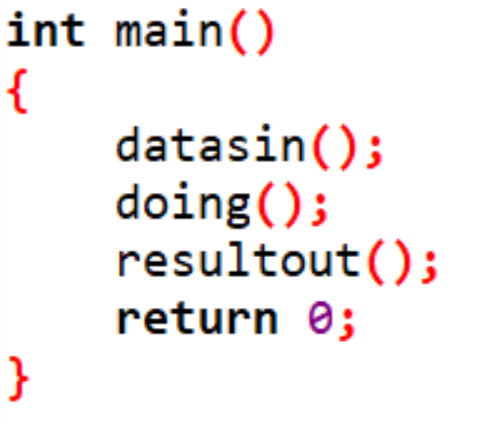 int main()
{
    datasin();
    doing();
    resultout();
    return 0;
}